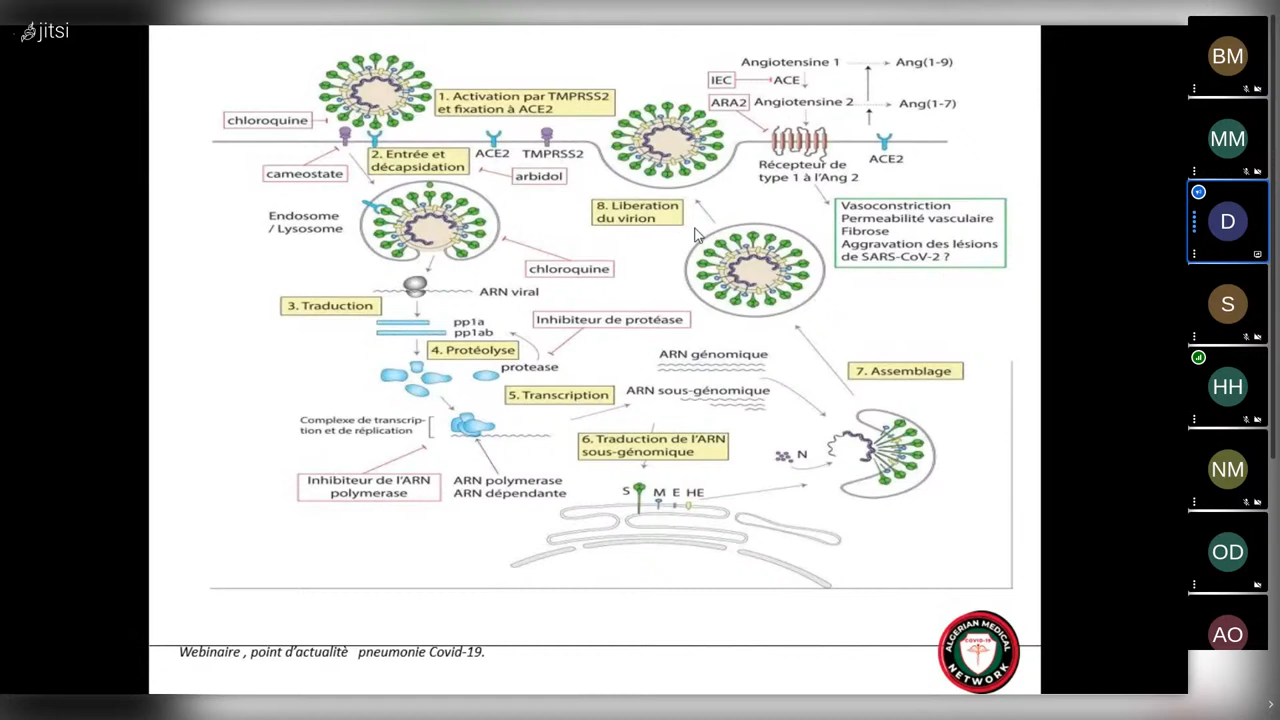 jitsi
1. Activation par TMPRSS2
et fixation à ACE2
chloroquine
cameostate
2. Entrée et
décapsidation
ACE2
TMPRSS2
arbidol
Endosome
/ Lysosome
chloroquine
ARN viral
3. Traduction
pp1a
pp1ab
Inhibiteur de protéase
4. Protéolyse
protease
5. Transcription
Complexe de transcrip-
tion et de réplication
Inhibiteur de l'ARN
polymerase
ARN polymerase
ARN dépendante
ARN génomique
ARN sous-génomique
6. Traduction de l'ARN
sous-génomique
S
M
E
HE
N
7. Assemblage
8. Liberation
du virion
Angiotensine 1
Ang(1-9)
IEC
ACE
ARA2
Angiotensine 2
Ang(1-7)
Récepteur de
type 1 à l'Ang 2
ACE2
Vasoconstriction
Permeabilité vasculaire
Fibrose
Aggravation des lésions
de SARS-CoV-2 ?
Webinaire , point d'actualitè pneumonie Covid-19.
ALGERIAN MEDICAL
COVID-19
NETWORK
BM
MM
D
S
HH
NM
OD
AO